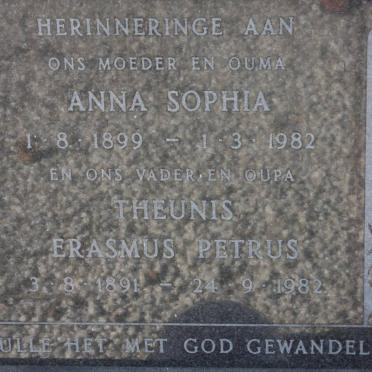 HERINNERINGE AAN
ONS MOEDER EN OUMA
ANNA SOPHIA
1·8·1899 – 1·3·1982
EN ONS VADER EN OUPA
THEUNIS
ERASMUS PETRUS
3·8·1891 – 24·9·1982
HET MET GOD GEWANDEL